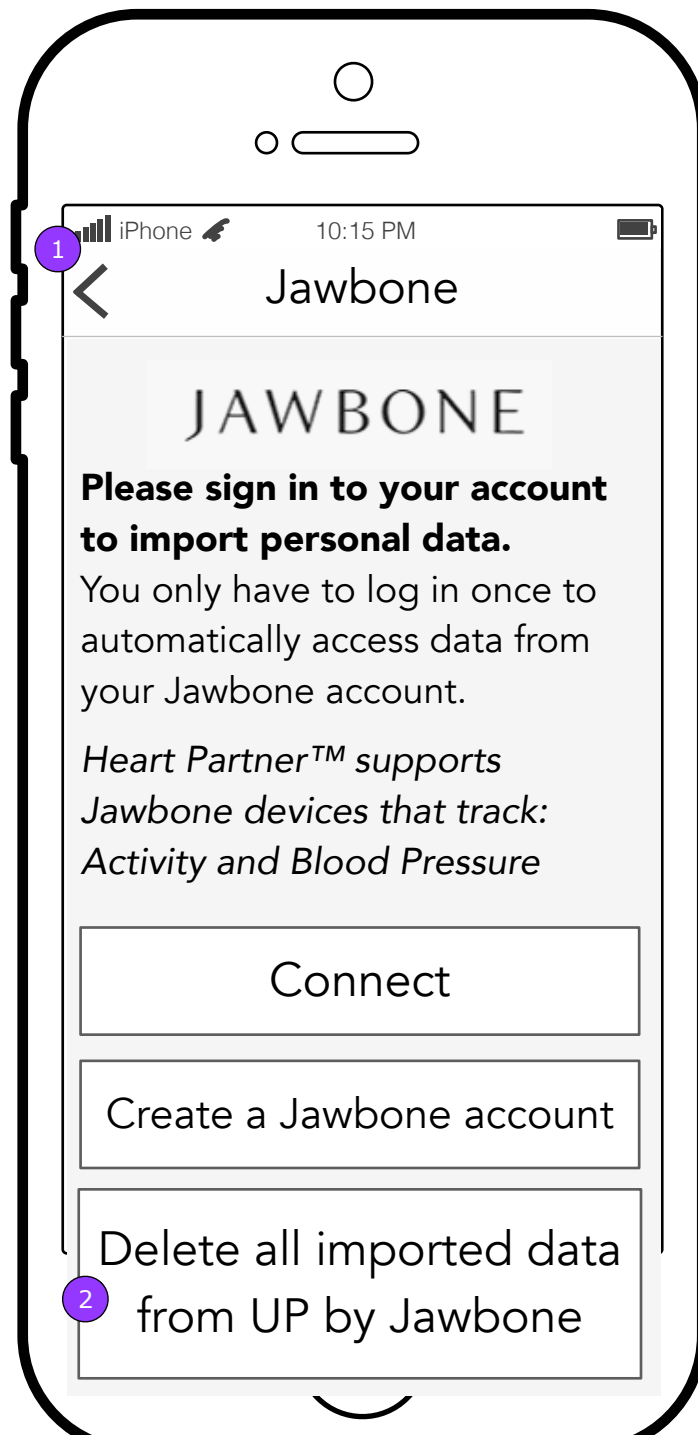 iPhone 10:15 PM
1
Jawbone
JAWBONE
Please sign in to your account
to import personal data.
You only have to log in once to
automatically access data from
your Jawbone account.
Heart Partner™ supports
Jawbone devices that track:
Activity and Blood Pressure
Connect
Create a Jawbone account
Delete all imported data
2
from UP by Jawbone